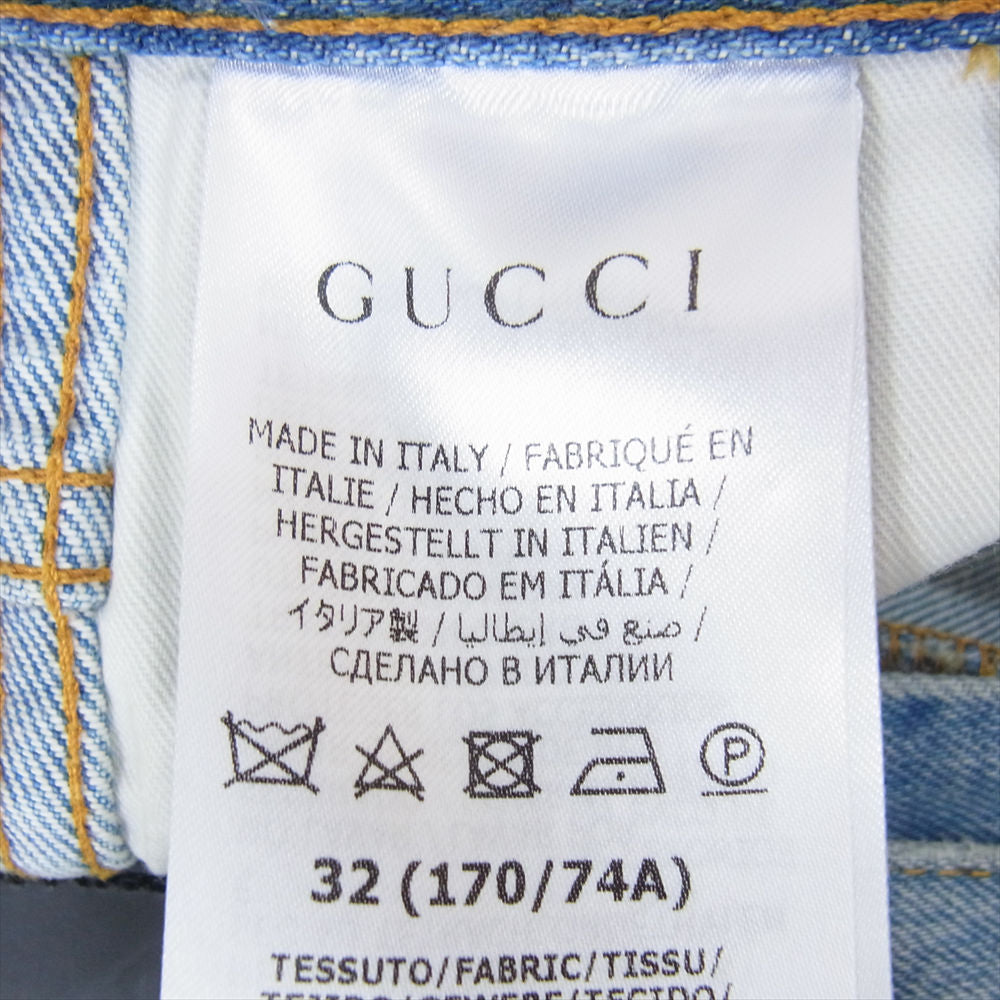 GUCCI
MADE IN ITALY / FABRIQUÉ EN
ITALIE / HECHO EN ITALIA /
HERGESTELLT IN ITALIEN /
FABRICADO EM ITÁLIA /
イタリア製 / صنع في إيطاليا /
СДЕЛАНО В ИТАЛИИ
P
32 (170/74A)
TESSUTO/FABRIC/TISSU/